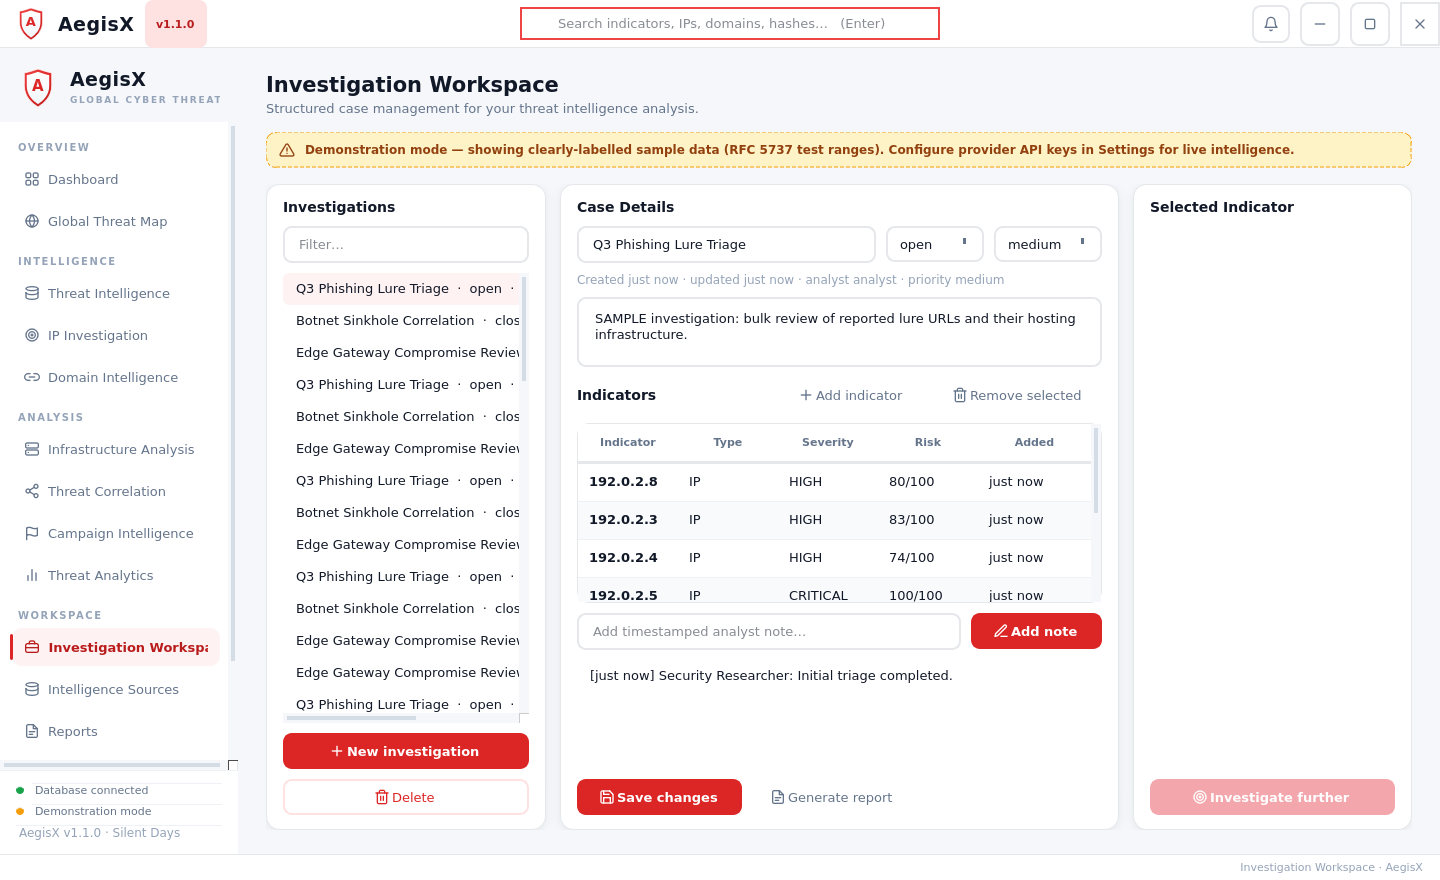 AegisX
v1.1.0
Search indicators, IPs, domains, hashes... (Enter)
AegisX
GLOBAL CYBER THREAT
OVERVIEW
Dashboard
Global Threat Map
INTELLIGENCE
Threat Intelligence
IP Investigation
Domain Intelligence
ANALYSIS
Infrastructure Analysis
Threat Correlation
Campaign Intelligence
Threat Analytics
WORKSPACE
Investigation Workspa
Intelligence Sources
Reports
Database connected
Demonstration mode
AegisX v1.1.0 · Silent Days
Investigation Workspace
Structured case management for your threat intelligence analysis.
Demonstration mode — showing clearly-labelled sample data (RFC 5737 test ranges). Configure provider API keys in Settings for live intelligence.
Investigations
Filter...
Q3 Phishing Lure Triage · open ·
Botnet Sinkhole Correlation · clos
Edge Gateway Compromise Review
Q3 Phishing Lure Triage · open ·
Botnet Sinkhole Correlation · clos
Edge Gateway Compromise Review
Q3 Phishing Lure Triage · open ·
Botnet Sinkhole Correlation · clos
Edge Gateway Compromise Review
Q3 Phishing Lure Triage · open ·
Botnet Sinkhole Correlation · clos
Edge Gateway Compromise Review
Edge Gateway Compromise Review
Q3 Phishing Lure Triage · open ·
New investigation
Delete
Case Details
Q3 Phishing Lure Triage
open
medium
Created just now · updated just now · analyst analyst · priority medium
SAMPLE investigation: bulk review of reported lure URLs and their hosting
infrastructure.
Indicators
Add indicator
Remove selected
Indicator Type Severity Risk Added
192.0.2.8 IP HIGH 80/100 just now
192.0.2.3 IP HIGH 83/100 just now
192.0.2.4 IP HIGH 74/100 just now
192.0.2.5 IP CRITICAL 100/100 just now
Add timestamped analyst note...
Add note
[just now] Security Researcher: Initial triage completed.
Save changes
Generate report
Selected Indicator
Investigate further
Investigation Workspace · AegisX